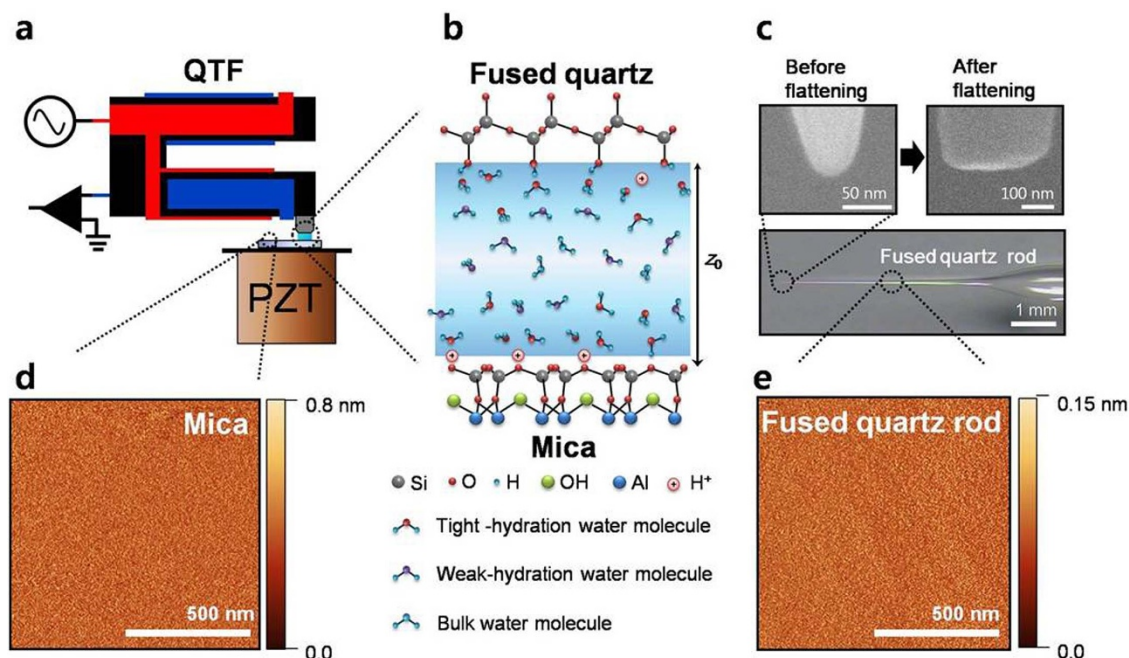 a
QTF
PZT
b
Fused quartz
z₀
Mica
Si O H OH Al H⁺
Tight -hydration water molecule
Weak-hydration water molecule
Bulk water molecule
c
Before
flattening
After
flattening
50 nm
100 nm
Fused quartz rod
1 mm
d
Mica
500 nm
0.8 nm
0.0
e
Fused quartz rod
500 nm
0.15 nm
0.0